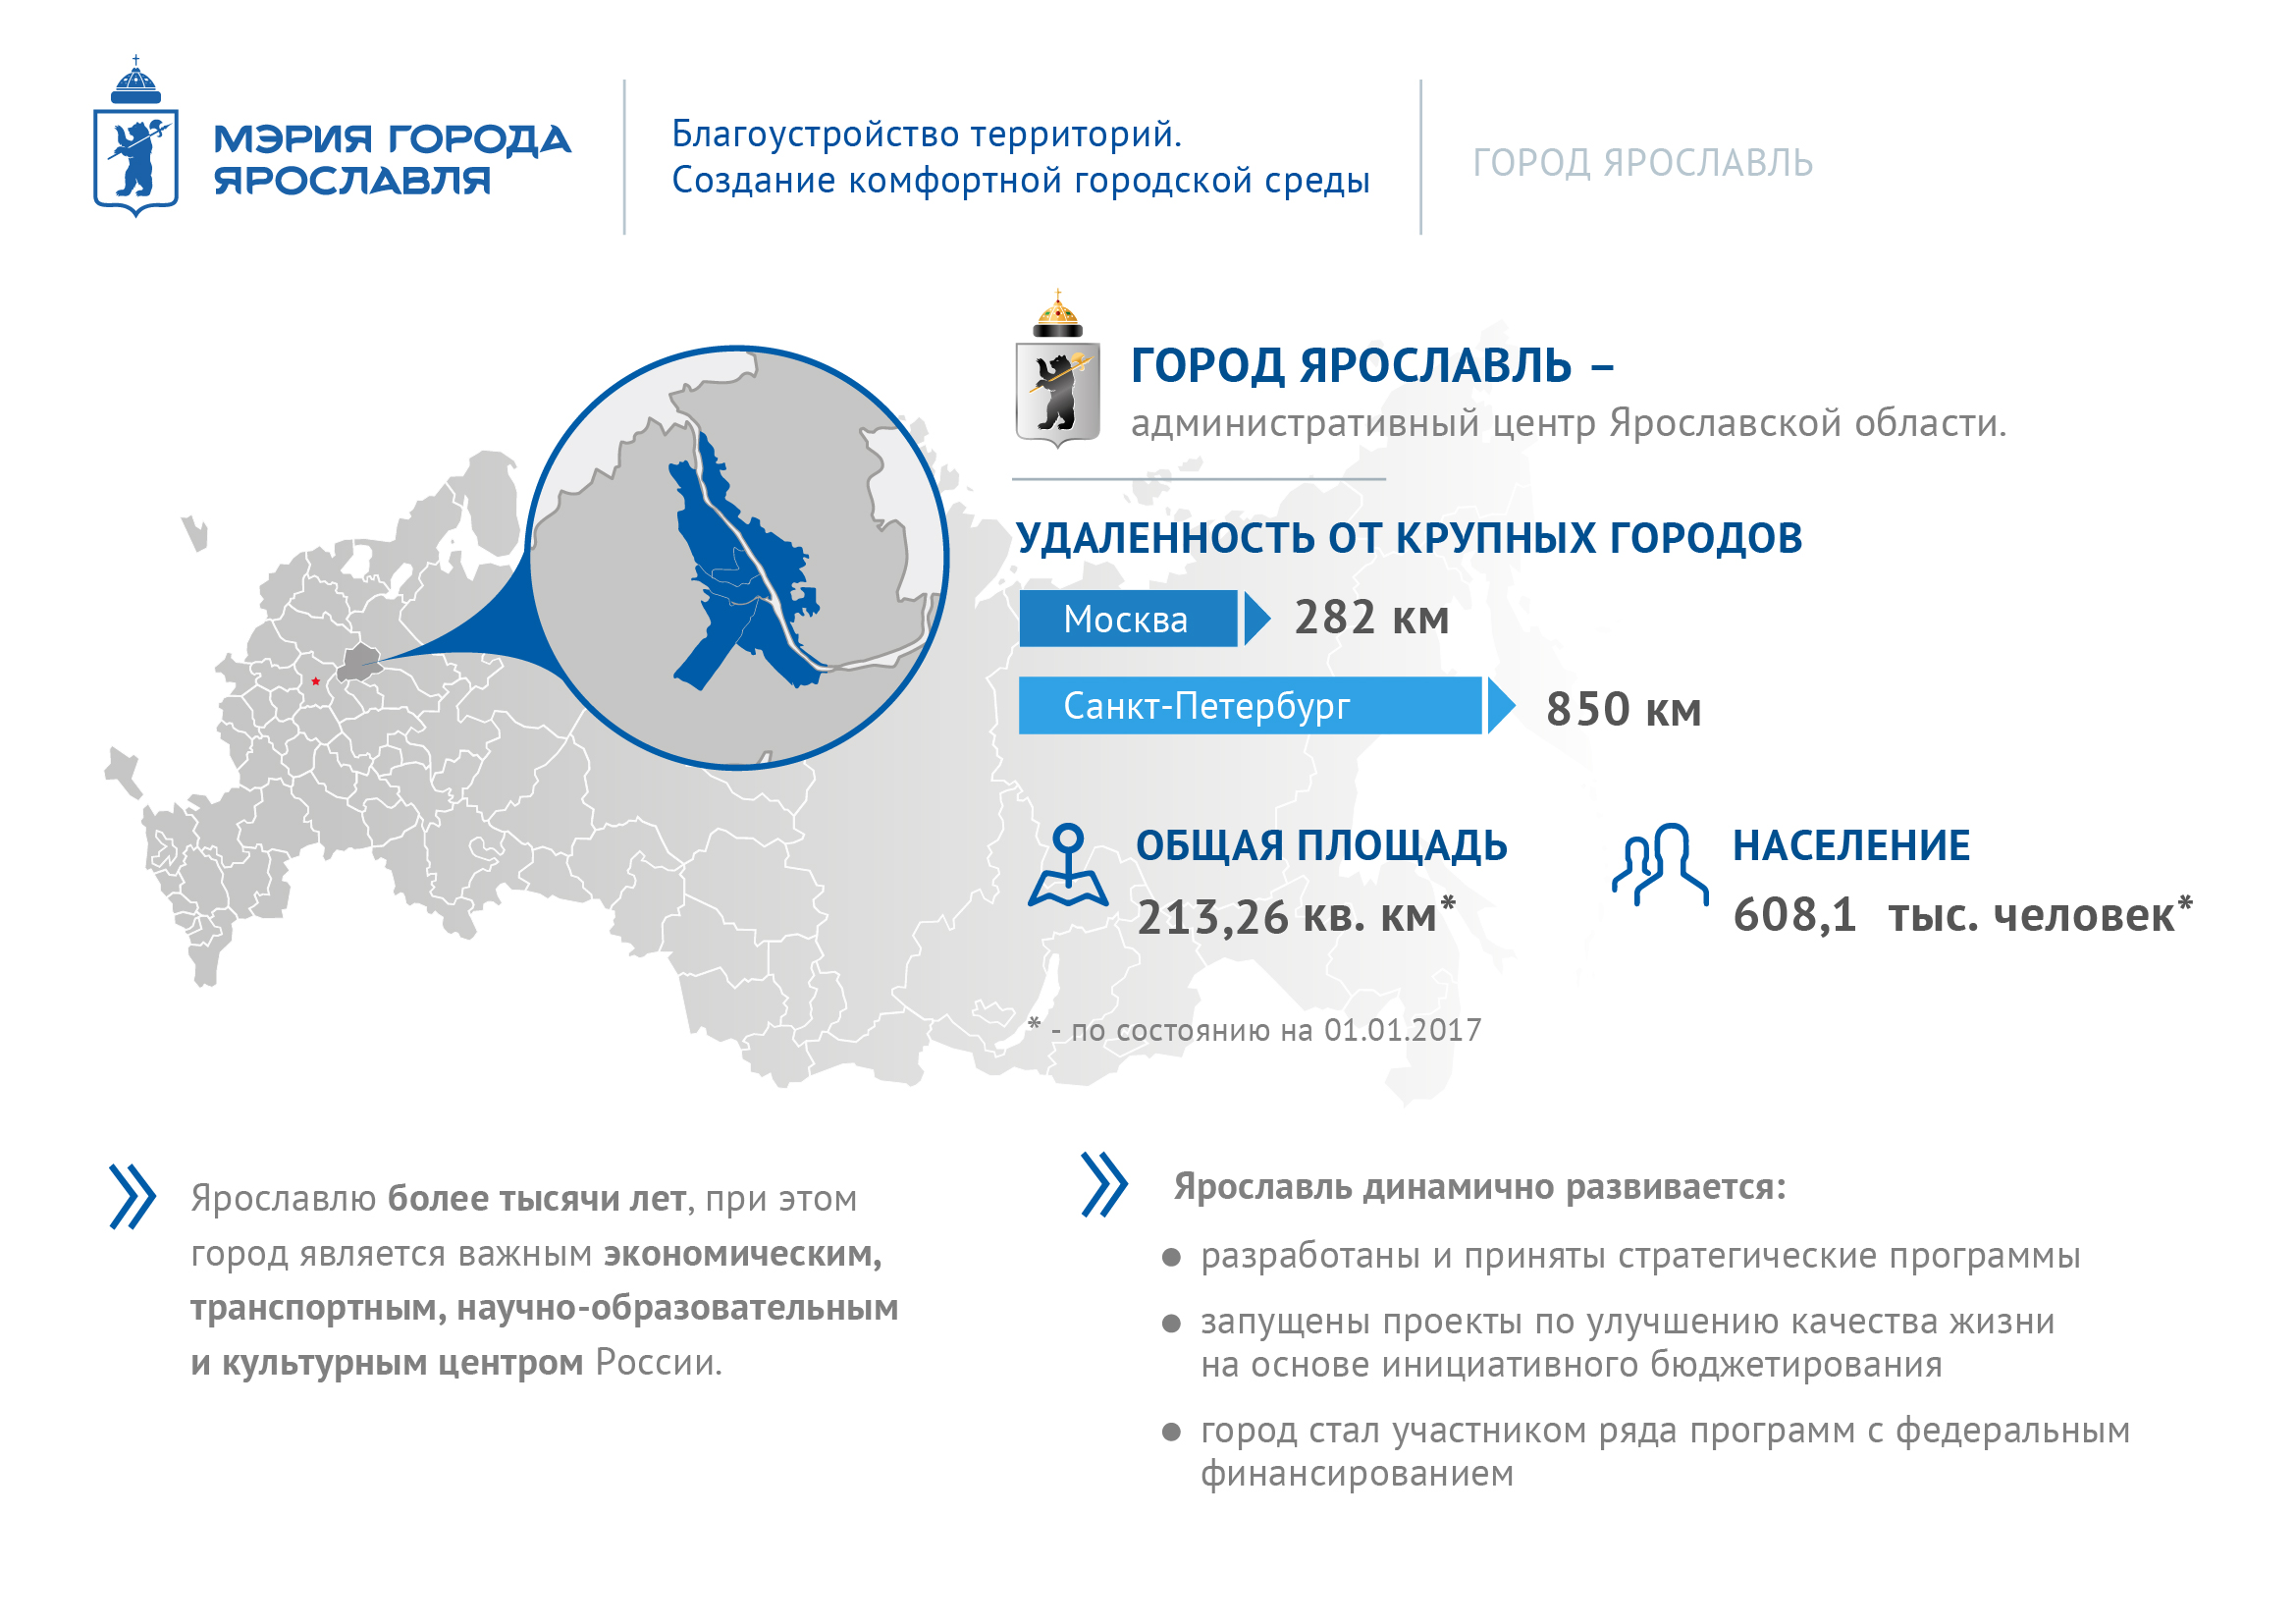 МЭРИЯ ГОРОДА
ЯРОСЛАВЛЯ
Благоустройство территорий.
Создание комфортной городской среды
ГОРОД ЯРОСЛАВЛЬ
ГОРОД ЯРОСЛАВЛЬ –
административный центр Ярославской области.
УДАЛЕННОСТЬ ОТ КРУПНЫХ ГОРОДОВ
Москва 282 км
Санкт-Петербург 850 км
ОБЩАЯ ПЛОЩАДЬ
213,26 кв. км*
НАСЕЛЕНИЕ
608,1 тыс. человек*
* - по состоянию на 01.01.2017
Ярославлю более тысячи лет, при этом
город является важным экономическим,
транспортным, научно-образовательным
и культурным центром России.
Ярославль динамично развивается:
● разработаны и приняты стратегические программы
● запущены проекты по улучшению качества жизни
на основе инициативного бюджетирования
● город стал участником ряда программ с федеральным
финансированием